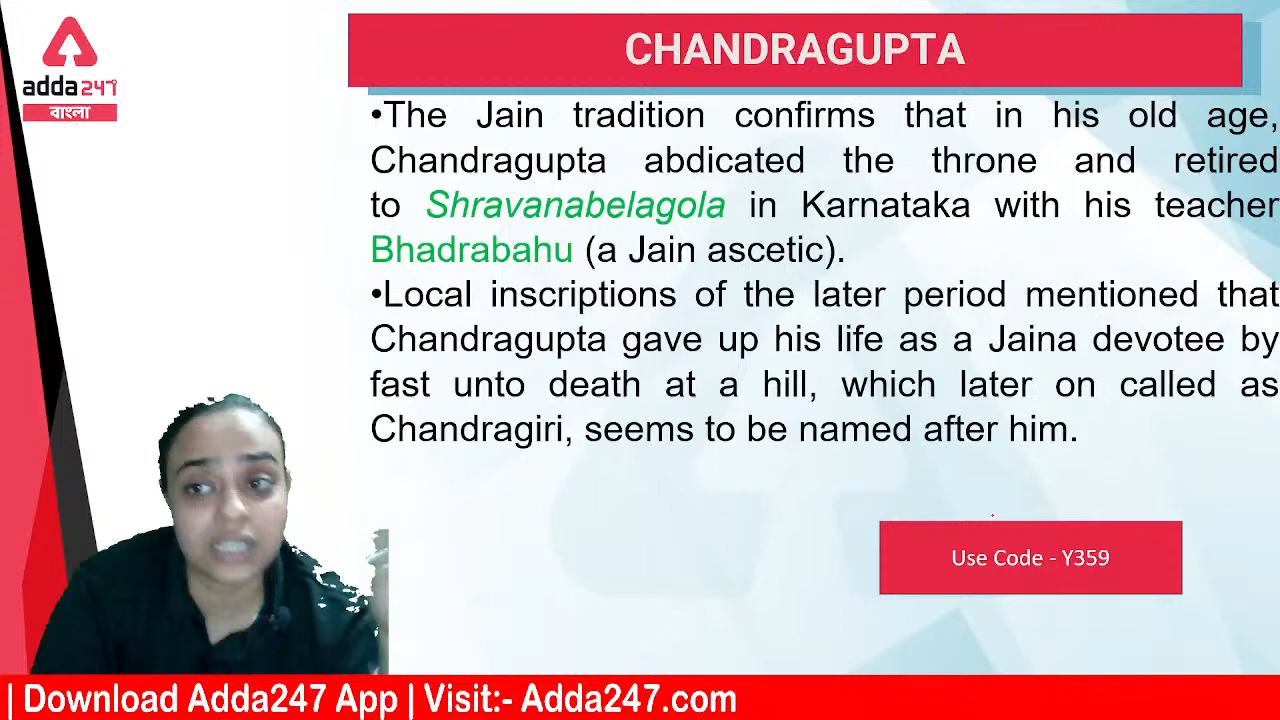 adda247
বাংলা
CHANDRAGUPTA
•The Jain tradition confirms that in his old age,
Chandragupta abdicated the throne and retired
to Shravanabelagola in Karnataka with his teacher
Bhadrabahu (a Jain ascetic).
•Local inscriptions of the later period mentioned that
Chandragupta gave up his life as a Jaina devotee by
fast unto death at a hill, which later on called as
Chandragiri, seems to be named after him.
Use Code - Y359
| Download Adda247 App | Visit:- Adda247.com